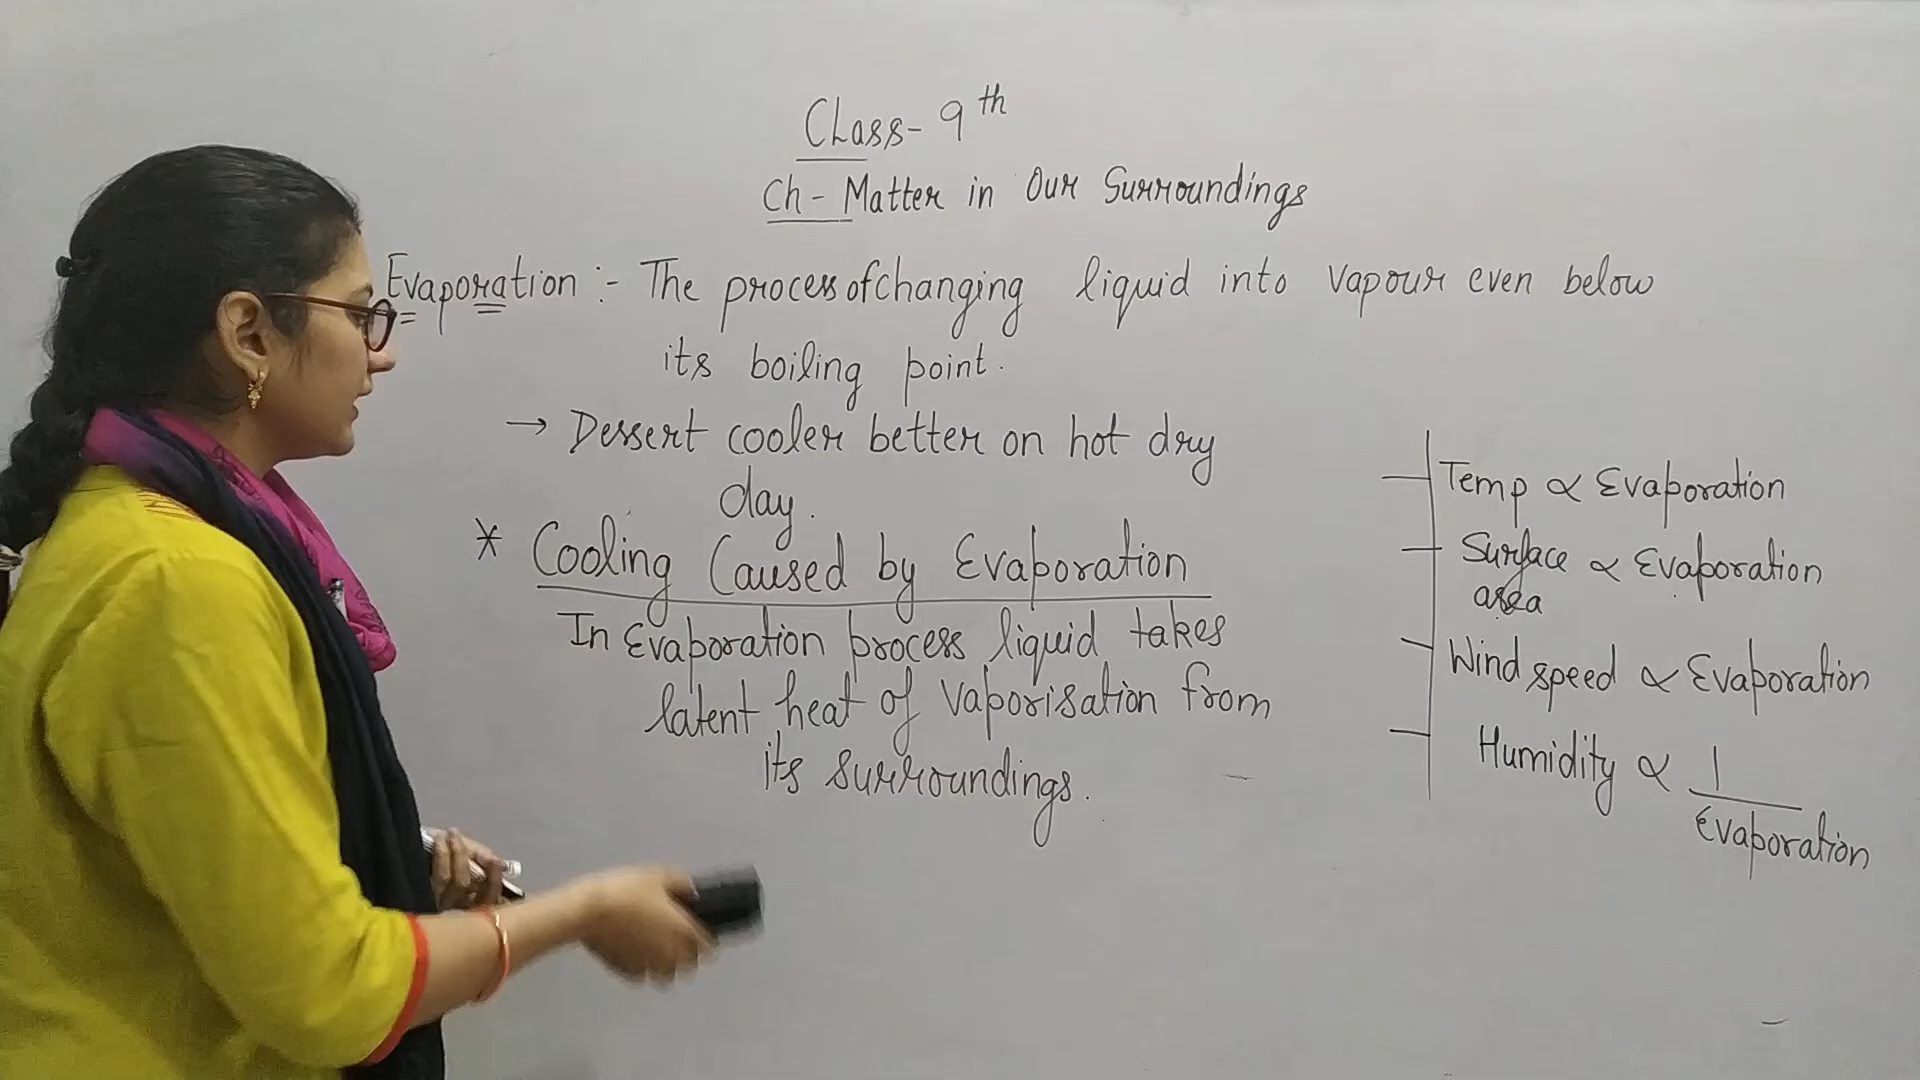 Class- 9th
Ch- Matter in Our Surroundings
Evaporation :- The process of changing liquid into vapour even below
its boiling point.
→ Dessert cooler better on hot dry
day.
* Cooling Caused by Evaporation
In Evaporation process liquid takes
latent heat of vaporisation from
its surroundings.
Temp ∝ Evaporation
Surface ∝ Evaporation
area
Wind speed ∝ Evaporation
Humidity ∝ 1
Evaporation